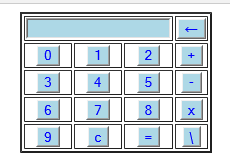 ←
0 1 2 +
3 4 5 -
6 7 8 x
9 c = \